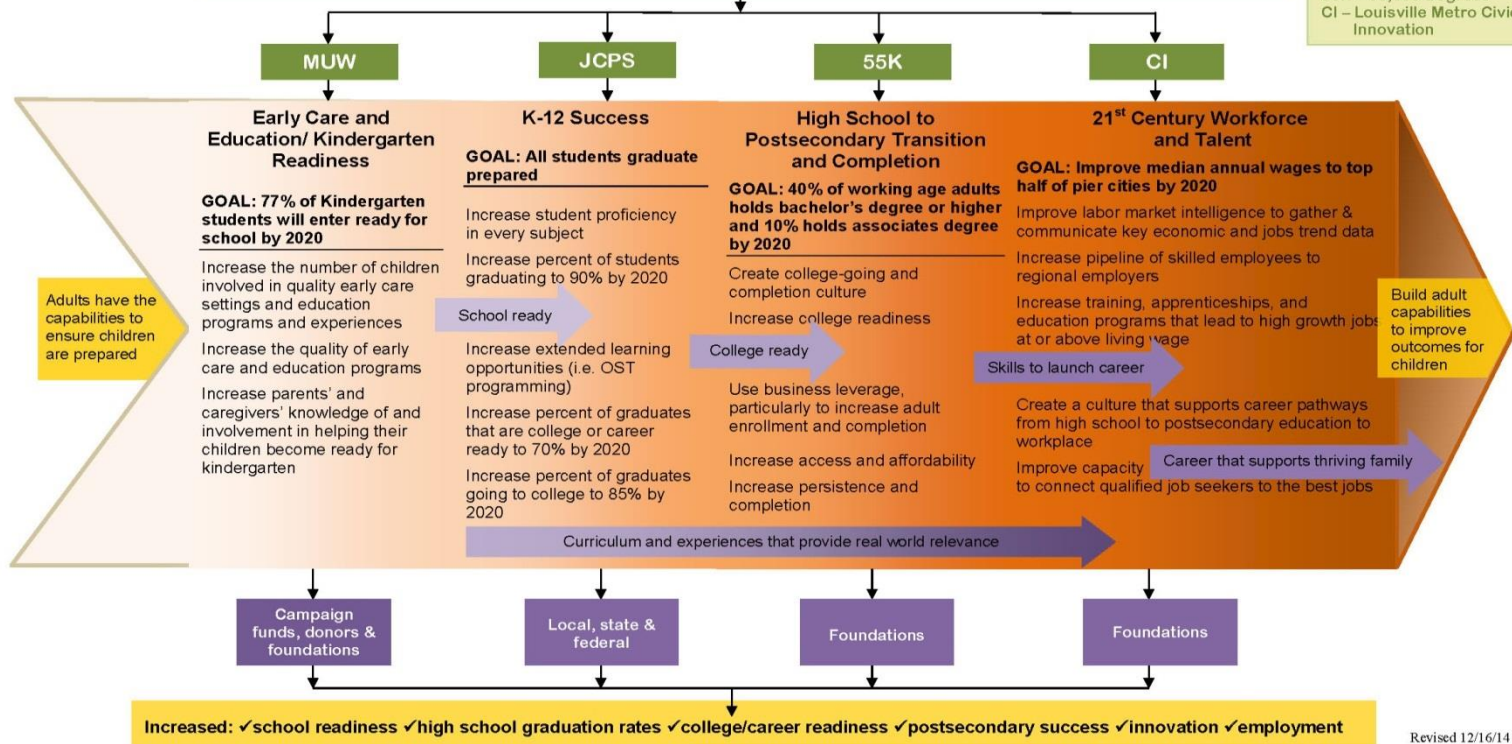 CI – Louisville Metro Civic
Innovation
MUW
JCPS
55K
CI
Adults have the
capabilities to
ensure children
are prepared
Early Care and
Education/ Kindergarten
Readiness
GOAL: 77% of Kindergarten
students will enter ready for
school by 2020
Increase the number of children
involved in quality early care
settings and education
programs and experiences
Increase the quality of early
care and education programs
Increase parents' and
caregivers' knowledge of and
involvement in helping their
children become ready for
kindergarten
School ready
K-12 Success
GOAL: All students graduate
prepared
Increase student proficiency
in every subject
Increase percent of students
graduating to 90% by 2020
Increase extended learning
opportunities (i.e. OST
programming)
Increase percent of graduates
that are college or career
ready to 70% by 2020
Increase percent of graduates
going to college to 85% by
2020
College ready
High School to
Postsecondary Transition
and Completion
GOAL: 40% of working age adults
holds bachelor's degree or higher
and 10% holds associates degree
by 2020
Create college-going and
completion culture
Increase college readiness
Use business leverage,
particularly to increase adult
enrollment and completion
Increase access and affordability
Increase persistence and
completion
Skills to launch career
21st Century Workforce
and Talent
GOAL: Improve median annual wages to top
half of pier cities by 2020
Improve labor market intelligence to gather &
communicate key economic and jobs trend data
Increase pipeline of skilled employees to
regional employers
Increase training, apprenticeships, and
education programs that lead to high growth jobs
at or above living wage
Create a culture that supports career pathways
from high school to postsecondary education to
workplace
Improve capacity
to connect qualified job seekers to the best jobs
Career that supports thriving family
Build adult
capabilities
to improve
outcomes for
children
Curriculum and experiences that provide real world relevance
Campaign
funds, donors &
foundations
Local, state &
federal
Foundations
Foundations
Increased: ✓school readiness ✓high school graduation rates ✓college/career readiness ✓postsecondary success ✓innovation ✓employment
Revised 12/16/14